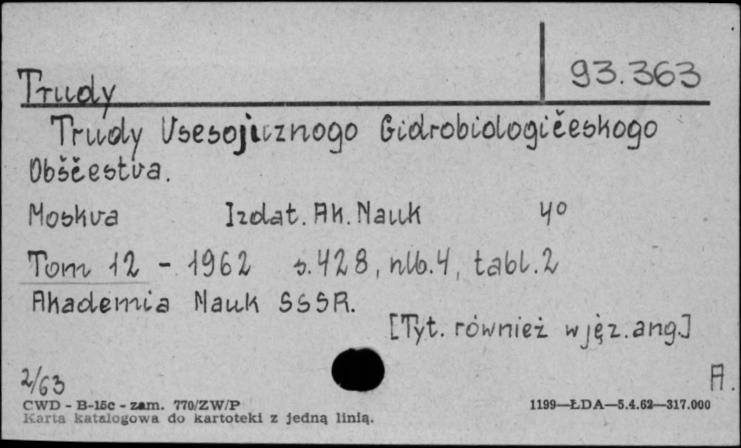 93.363
Trudy
Trudy Vsesojuznogo Gidrobiologičeskogo
Obščestva.
Moskva Izdat. Ak. Nauk 4°
Tom 12 - 1962 s. 428, nlb. 4, tabl. 2
Akademia Nauk SSSR.
[Tyt. również w jęz. ang.]
2/63 A.
CWD - B-15c - zam. 770/ZW/P 1199—ŁDA—5.4.62—317.000
Karta katalogowa do kartoteki z jedną linią.